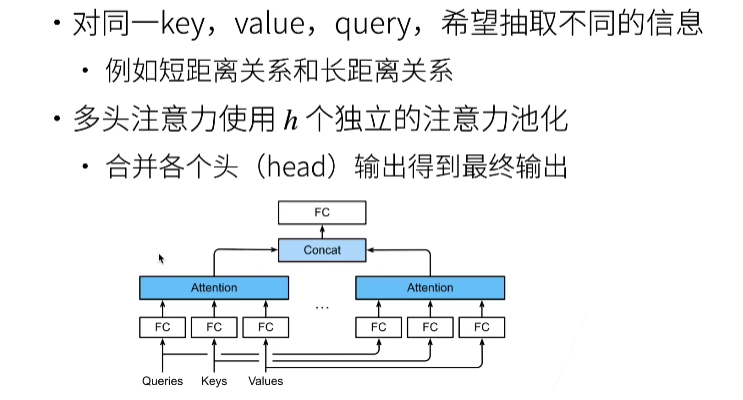 • 对同一key，value，query，希望抽取不同的信息
• 例如短距离关系和长距离关系
• 多头注意力使用 h 个独立的注意力池化
• 合并各个头（head）输出得到最终输出
FC
Concat
Attention
...
Attention
FC FC FC FC FC FC
Queries Keys Values